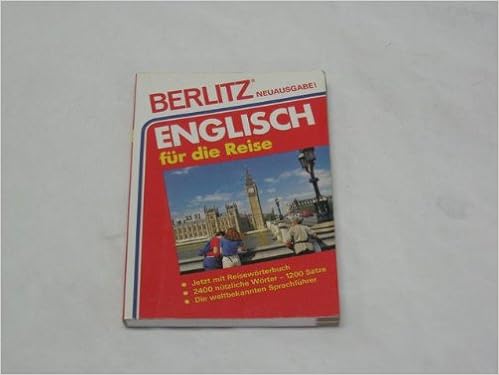 BERLITZ® NEUAUSGABE!
ENGLISCH
für die Reise
• Jetzt mit Reisewörterbuch
• 2400 nützliche Wörter – 1200 Sätze
• Die weltbekannten Sprachführer